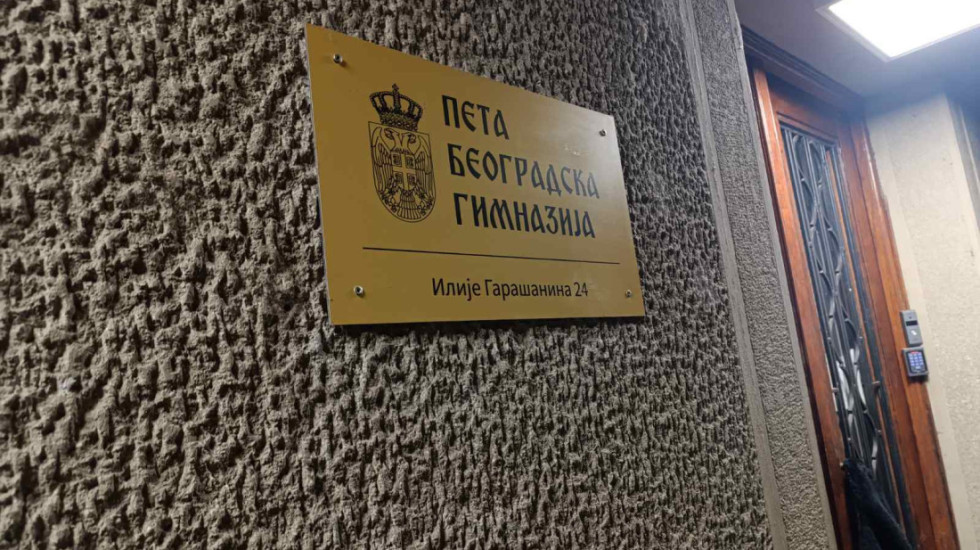 ПЕТА
БЕОГРАДСКА
ГИМНАЗИЈА
Илије Гарашанина 24